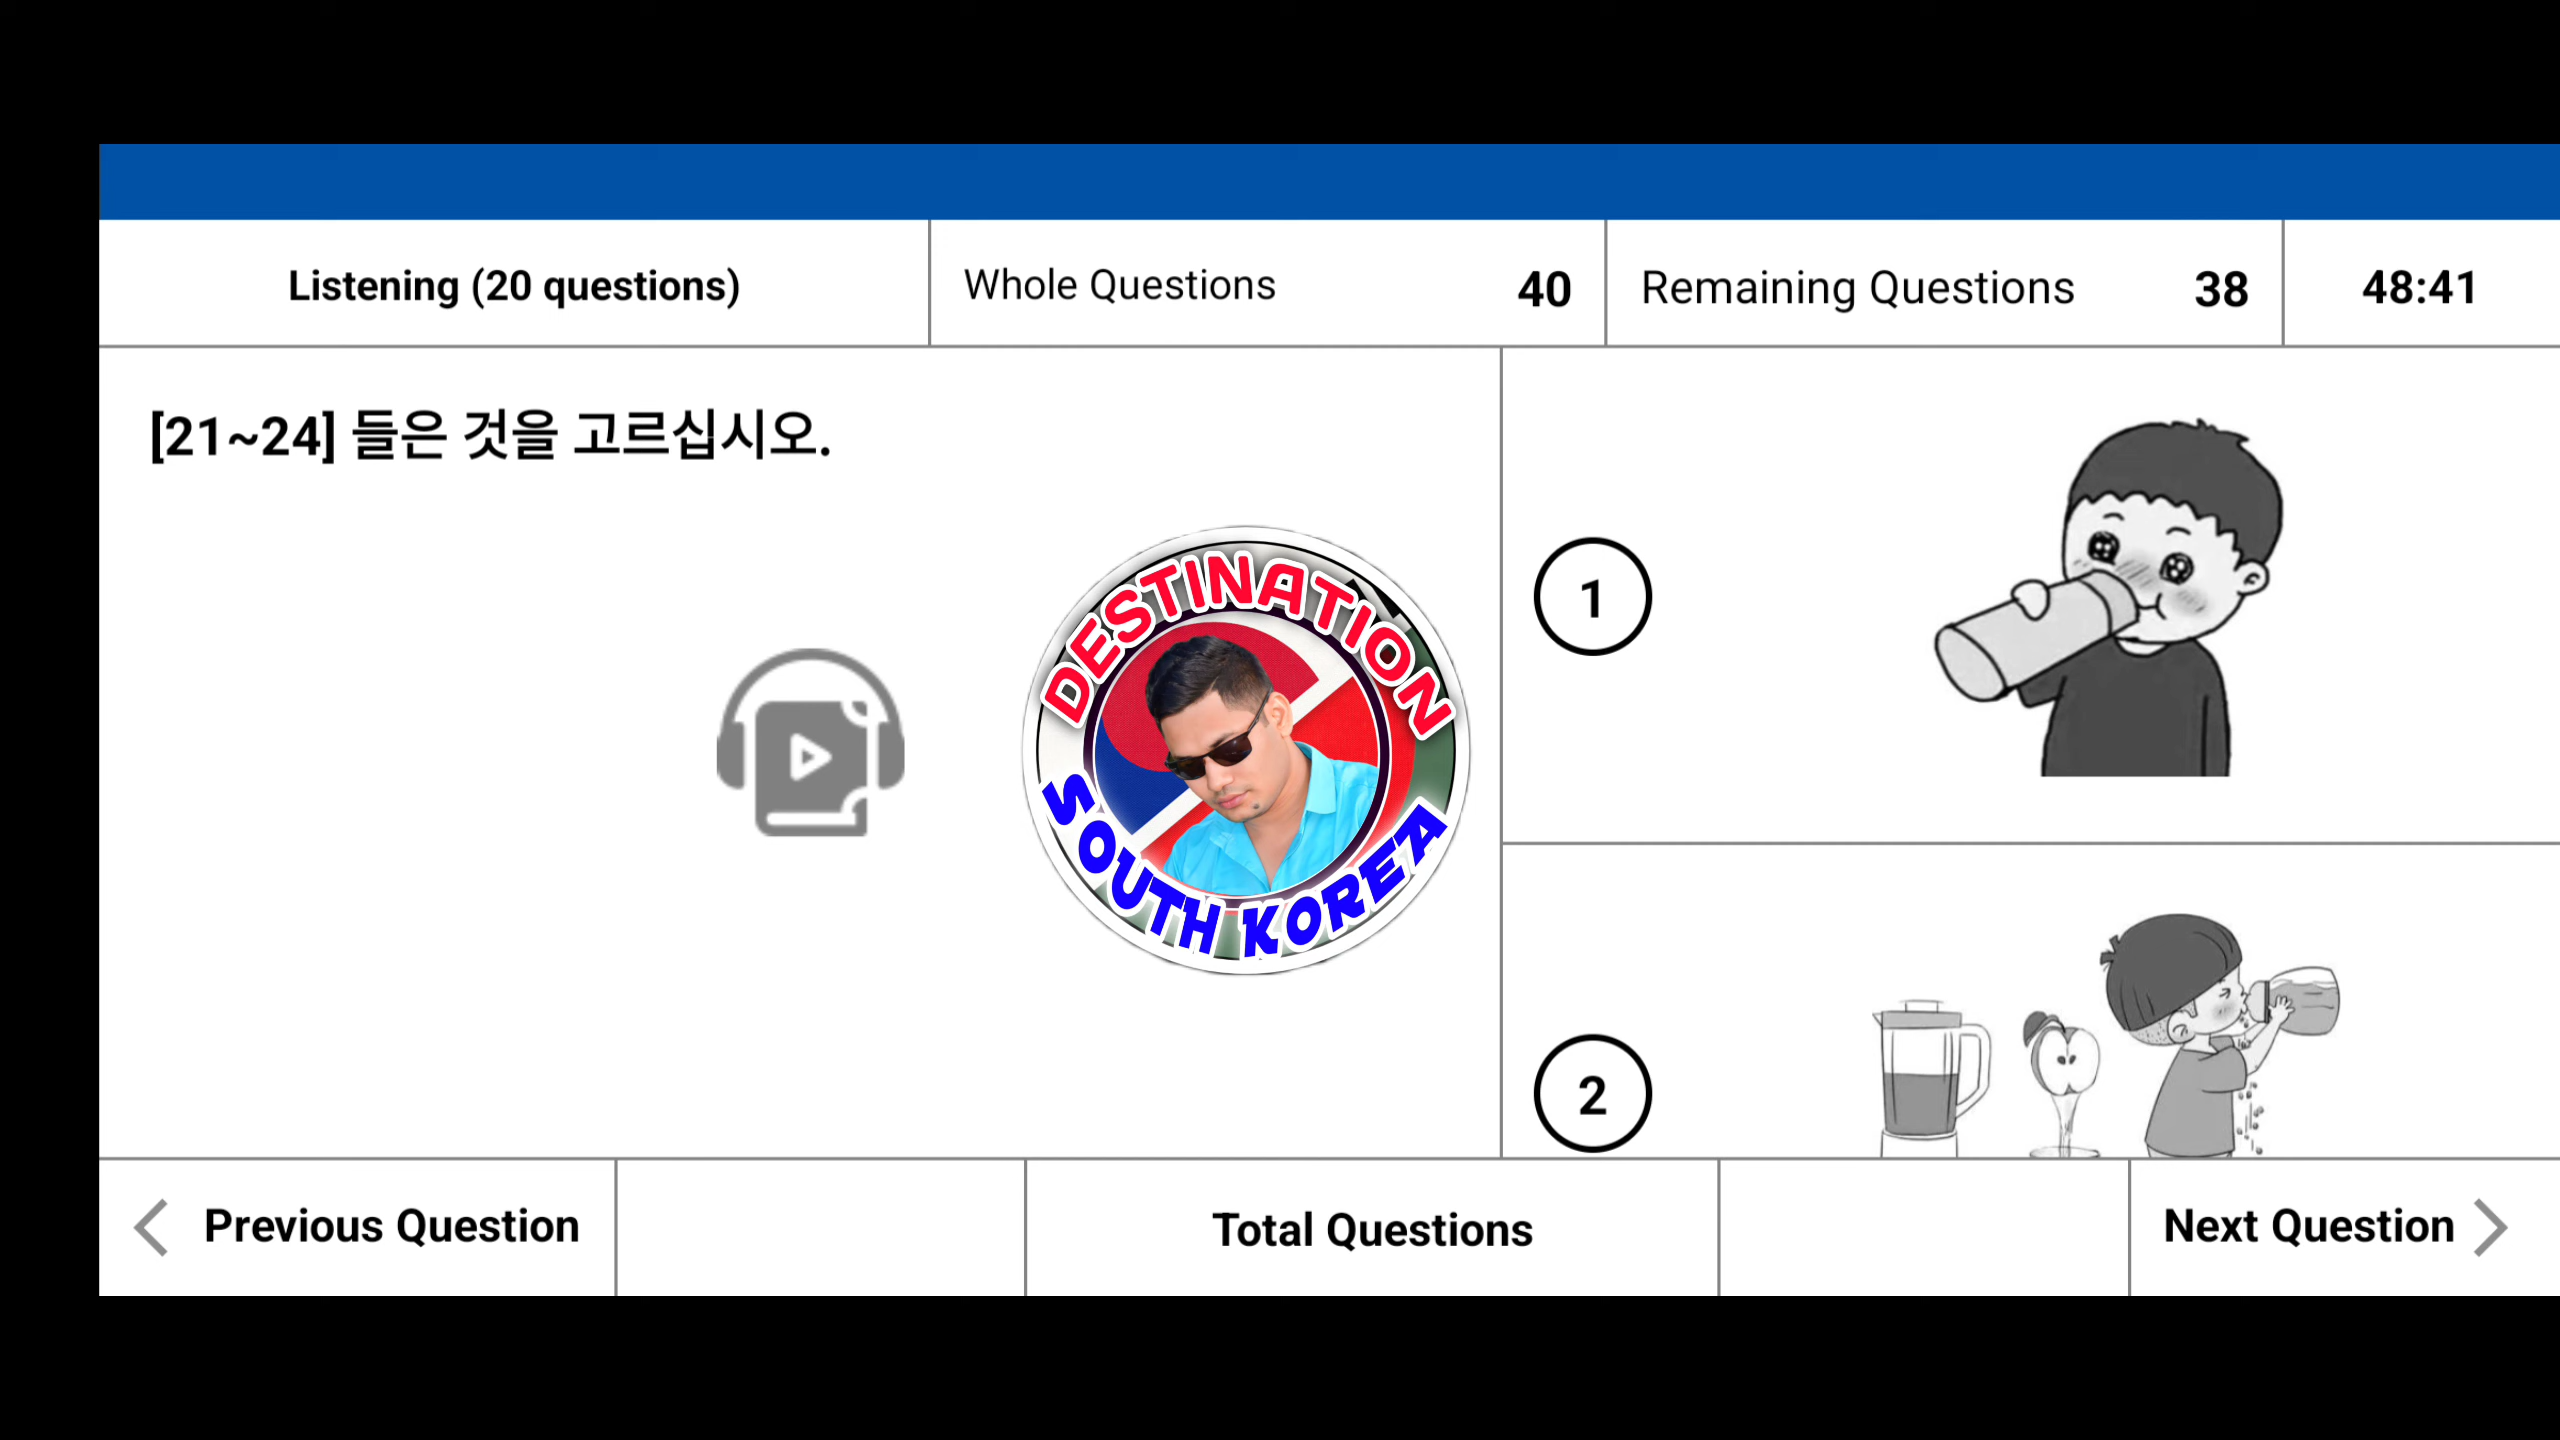 Listening (20 questions)
Whole Questions 40
Remaining Questions 38
48:41
[21~24] 들은 것을 고르십시오.
DESTINATION
SOUTH KOREA
1
2
Previous Question
Total Questions
Next Question